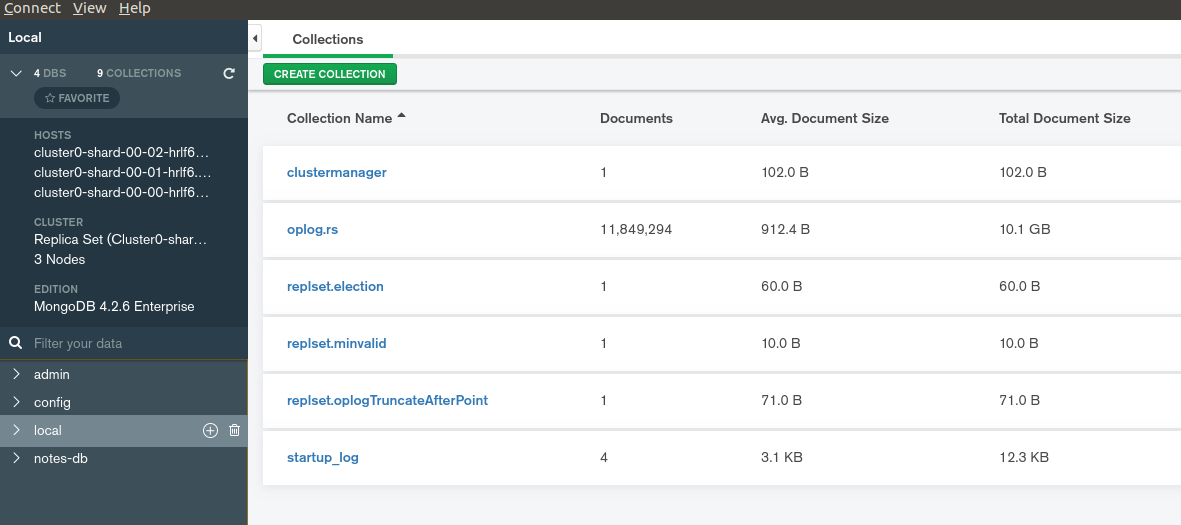 Connect View Help
Local
4 DBS 9 COLLECTIONS
FAVORITE
HOSTS
cluster0-shard-00-02-hrlf6...
cluster0-shard-00-01-hrlf6....
cluster0-shard-00-00-hrlf6...
CLUSTER
Replica Set (Cluster0-shar...
3 Nodes
EDITION
MongoDB 4.2.6 Enterprise
Filter your data
admin
config
local
notes-db
Collections
CREATE COLLECTION
Collection Name Documents Avg. Document Size Total Document Size
clustermanager 1 102.0 B 102.0 B
oplog.rs 11,849,294 912.4 B 10.1 GB
replset.election 1 60.0 B 60.0 B
replset.minvalid 1 10.0 B 10.0 B
replset.oplogTruncateAfterPoint 1 71.0 B 71.0 B
startup_log 4 3.1 KB 12.3 KB